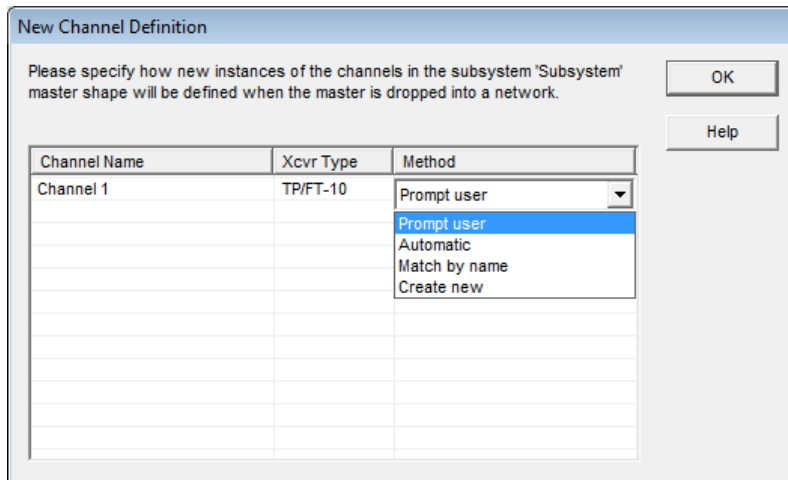 New Channel Definition
Please specify how new instances of the channels in the subsystem 'Subsystem'
master shape will be defined when the master is dropped into a network.
OK
Help
Channel Name Xcvr Type Method
Channel 1 TP/FT-10 Prompt user
Prompt user
Automatic
Match by name
Create new